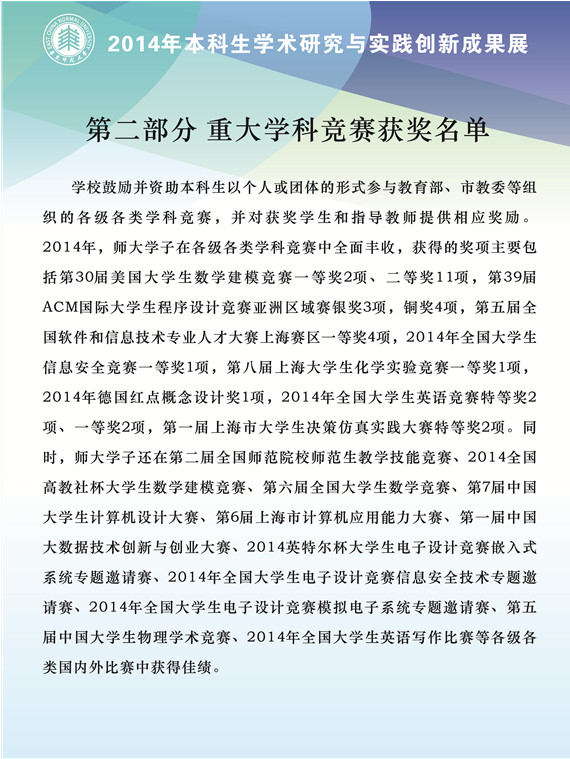 EAST CHINA NORMAL UNIVERSITY
2014年本科生学术研究与实践创新成果展
第二部分 重大学科竞赛获奖名单
学校鼓励并资助本科生以个人或团体的形式参与教育部、市教委等组
织的各级各类学科竞赛，并对获奖学生和指导教师提供相应奖励。
2014年，师大学子在各级各类学科竞赛中全面丰收，获得的奖项主要包
括第30届美国大学生数学建模竞赛一等奖2项、二等奖11项，第39届
ACM国际大学生程序设计竞赛亚洲区域赛银奖3项，铜奖4项，第五届全
国软件和信息技术专业人才大赛上海赛区一等奖4项，2014年全国大学生
信息安全竞赛一等奖1项，第八届上海大学生化学实验竞赛一等奖1项，
2014年德国红点概念设计奖1项，2014年全国大学生英语竞赛特等奖2
项、一等奖2项，第一届上海市大学生决策仿真实践大赛特等奖2项。同
时，师大学子还在第二届全国师范院校师范生教学技能竞赛、2014全国
高教社杯大学生数学建模竞赛、第六届全国大学生数学竞赛、第7届中国
大学生计算机设计大赛、第6届上海市计算机应用能力大赛、第一届中国
大数据技术创新与创业大赛、2014英特尔杯大学生电子设计竞赛嵌入式
系统专题邀请赛、2014年全国大学生电子设计竞赛信息安全技术专题邀
请赛、2014年全国大学生电子设计竞赛模拟电子系统专题邀请赛、第五
届中国大学生物理学术竞赛、2014年全国大学生英语写作比赛等各级各
类国内外比赛中获得佳绩。